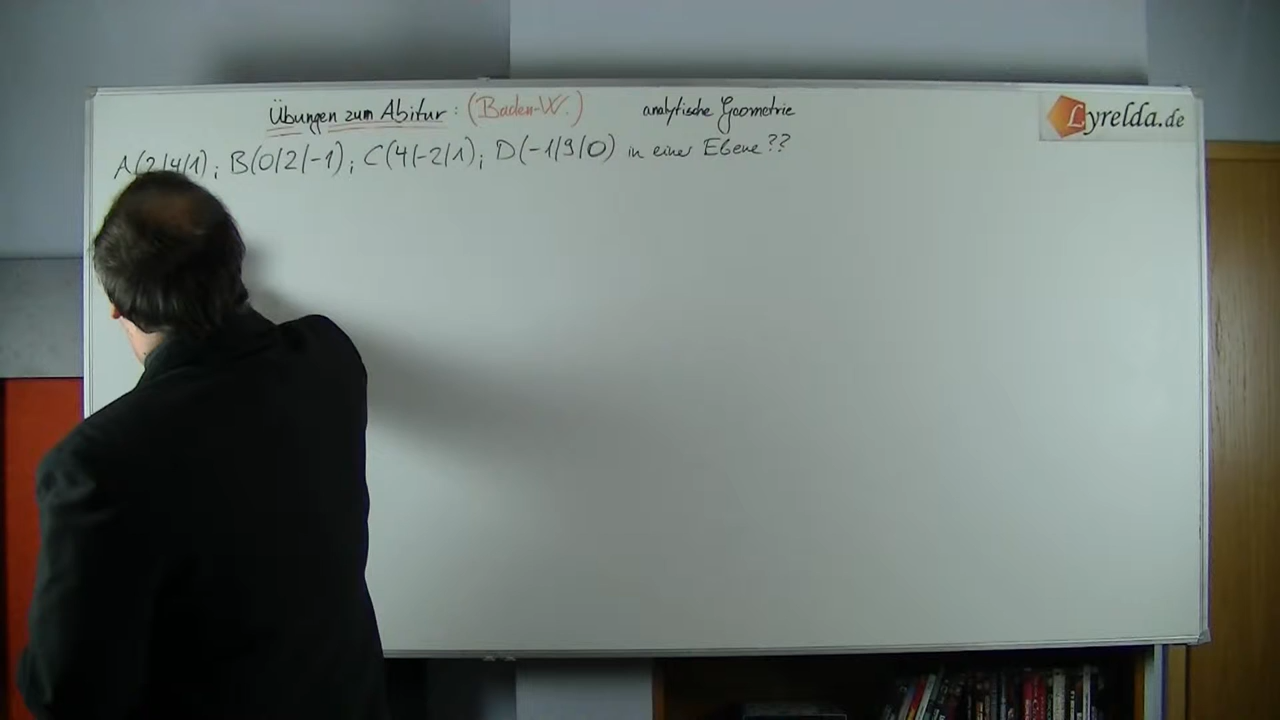 Übungen zum Abitur : (Baden-W.) analytische Geometrie
Lyrelda.de
A(2/4/1); B(0/2/-1); C(4/-2/1); D(-1/9/0) in einer Ebene??